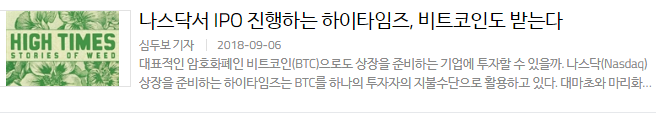 HIGH TIMES
STORIES OF WEED
나스닥서 IPO 진행하는 하이타임즈, 비트코인도 받는다
심두보 기자 | 2018-09-06
대표적인 암호화폐인 비트코인(BTC)으로도 상장을 준비하는 기업에 투자할 수 있을까. 나스닥(Nasdaq)
상장을 준비하는 하이타임즈는 BTC를 하나의 투자자의 지불수단으로 활용하고 있다. 대마초와 마리화...